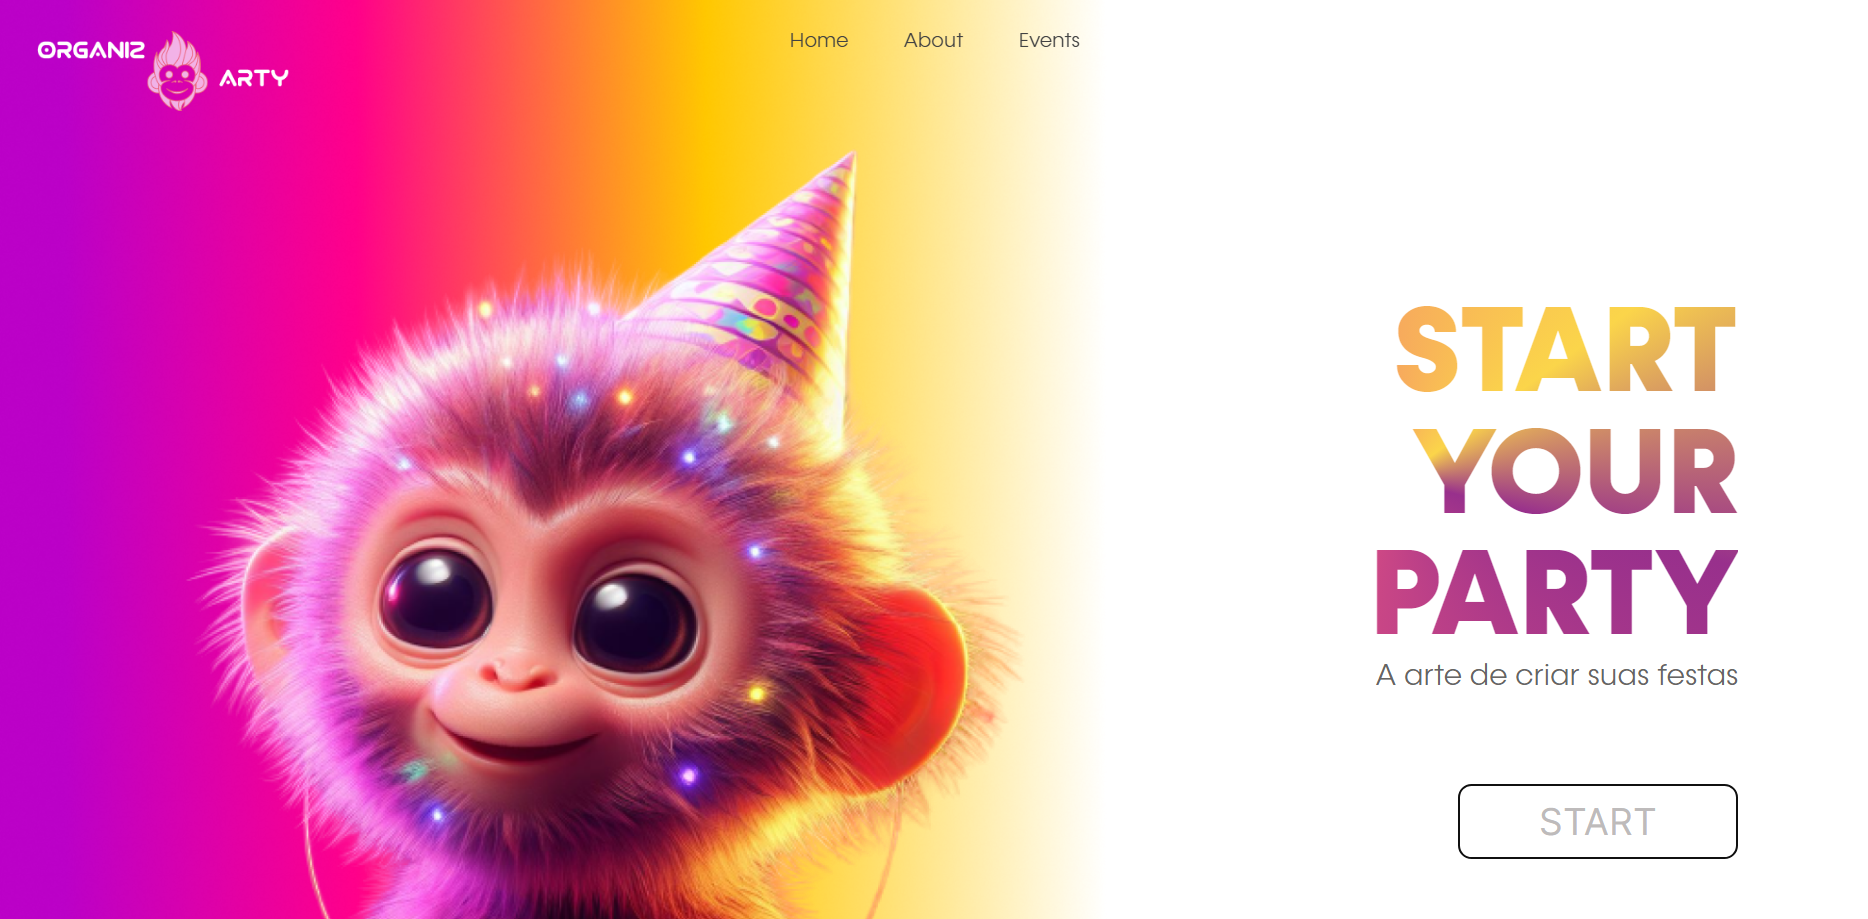 ORGANIZ
ARTY
Home About Events
START
YOUR
PARTY
A arte de criar suas festas
START